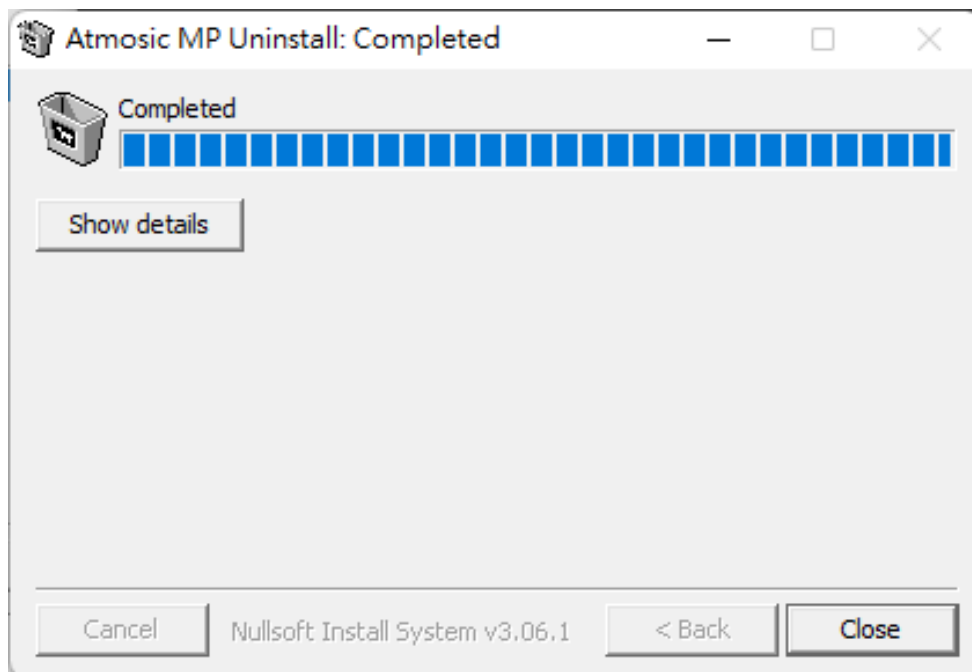 Atmosic MP Uninstall: Completed
Completed
Show details
Cancel
Nullsoft Install System v3.06.1
< Back
Close